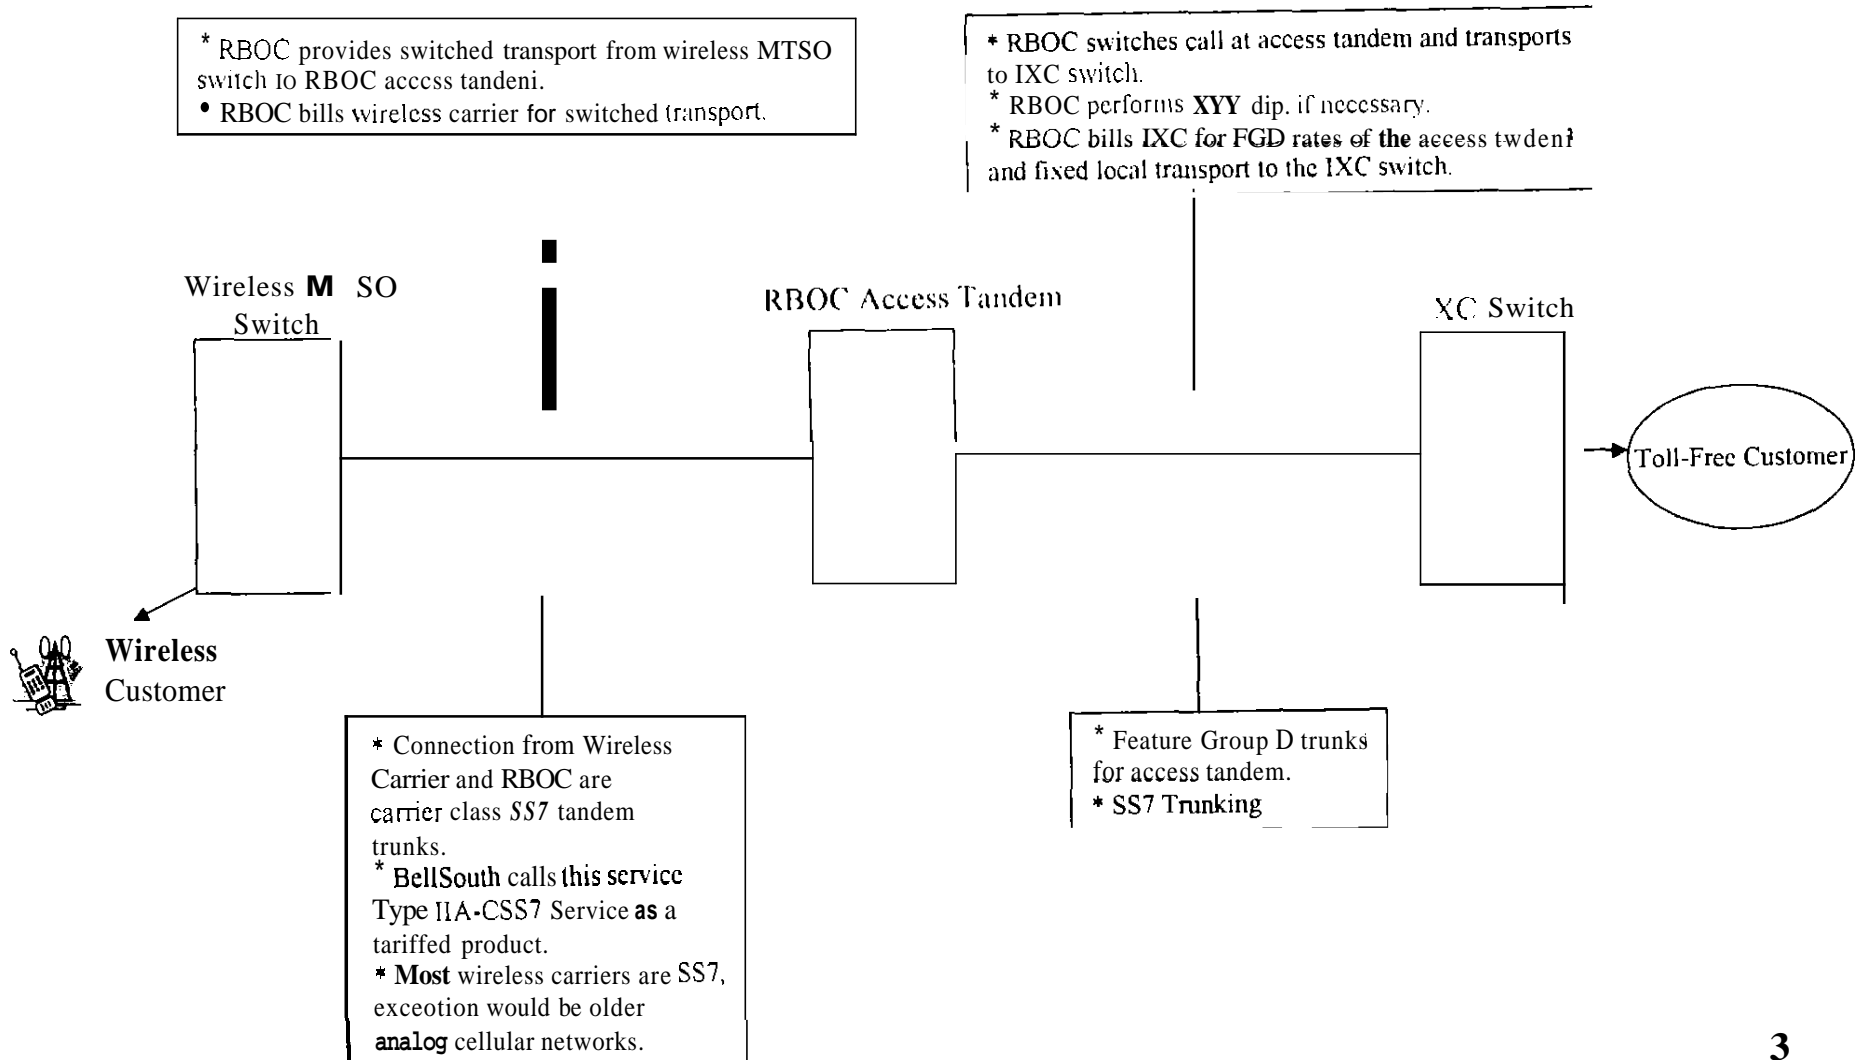 * RBOC provides switched transport from wireless MTSO
switch IO RBOC acccss tandeni.
• RBOC bills wireless carrier for switched transport.
* RBOC switches call at access tandem and transports
to IXC switch.
* RBOC performs XYY dip. if necessary.
* RBOC bills IXC for FGD rates of the access twden?
and fixed local transport to the IXC switch.
Wireless M SO
Switch
RBOC Access Tandem
XC Switch
Toll-Free Customer
Wireless
Customer
* Connection from Wireless
Carrier and RBOC are
carrier class SS7 tandem
trunks.
* BellSouth calls this service
Type IIA-CSS7 Service as a
tariffed product.
* Most wireless carriers are SS7,
exceotion would be older
analog cellular networks.
* Feature Group D trunks
for access tandem.
* SS7 Trunking
3